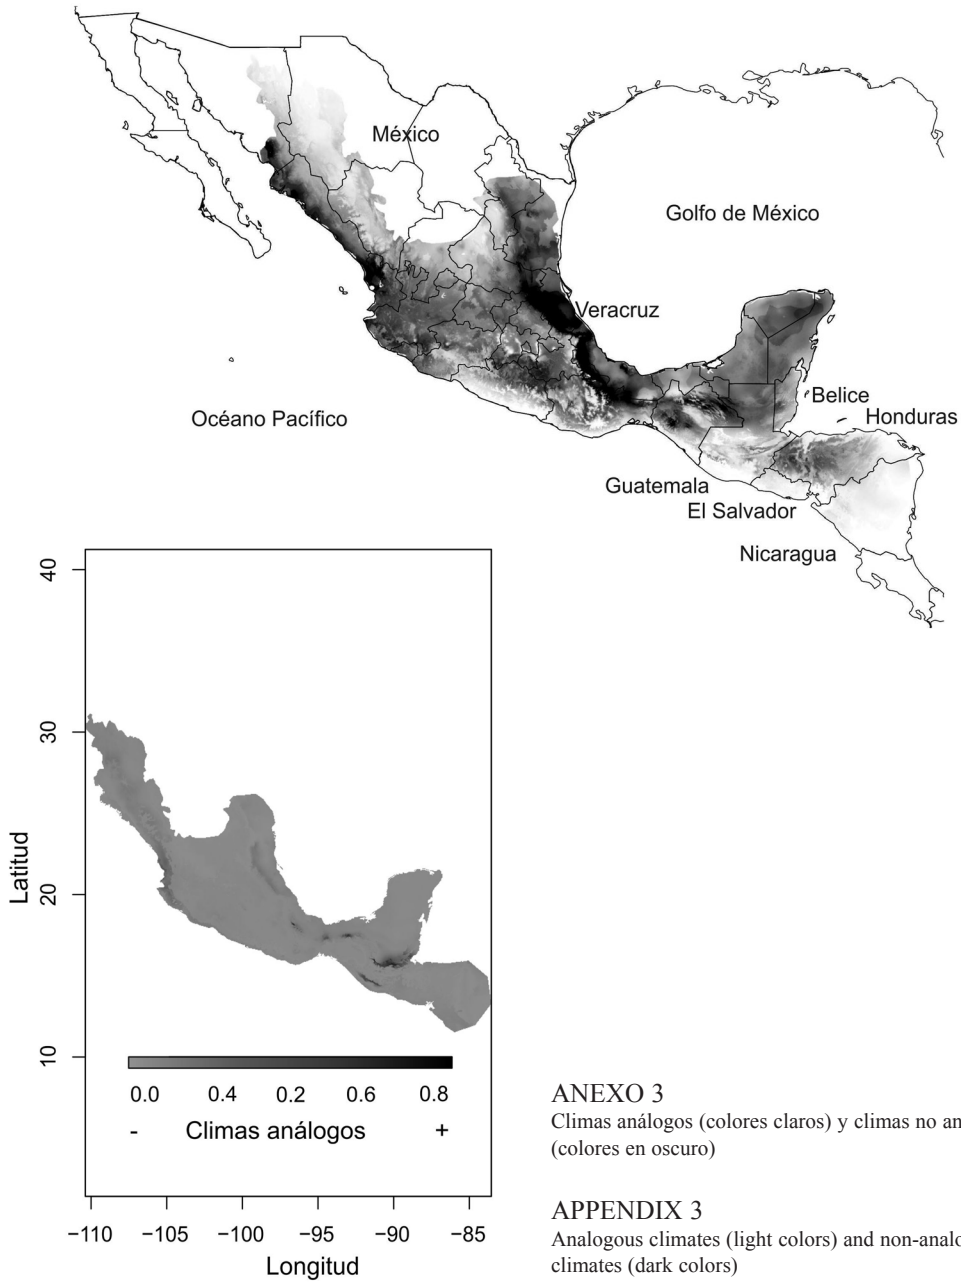 México
Golfo de México
Veracruz
Belice
Océano Pacífico
Honduras
Guatemala
El Salvador
Nicaragua
40
30
20
10
Latitud
0.0 0.4 0.2 0.6 0.8
- Climas análogos +
−110 −105 −100 −95 −90 −85
Longitud
ANEXO 3
Climas análogos (colores claros) y climas no an
(colores en oscuro)
APPENDIX 3
Analogous climates (light colors) and non-analo
climates (dark colors)